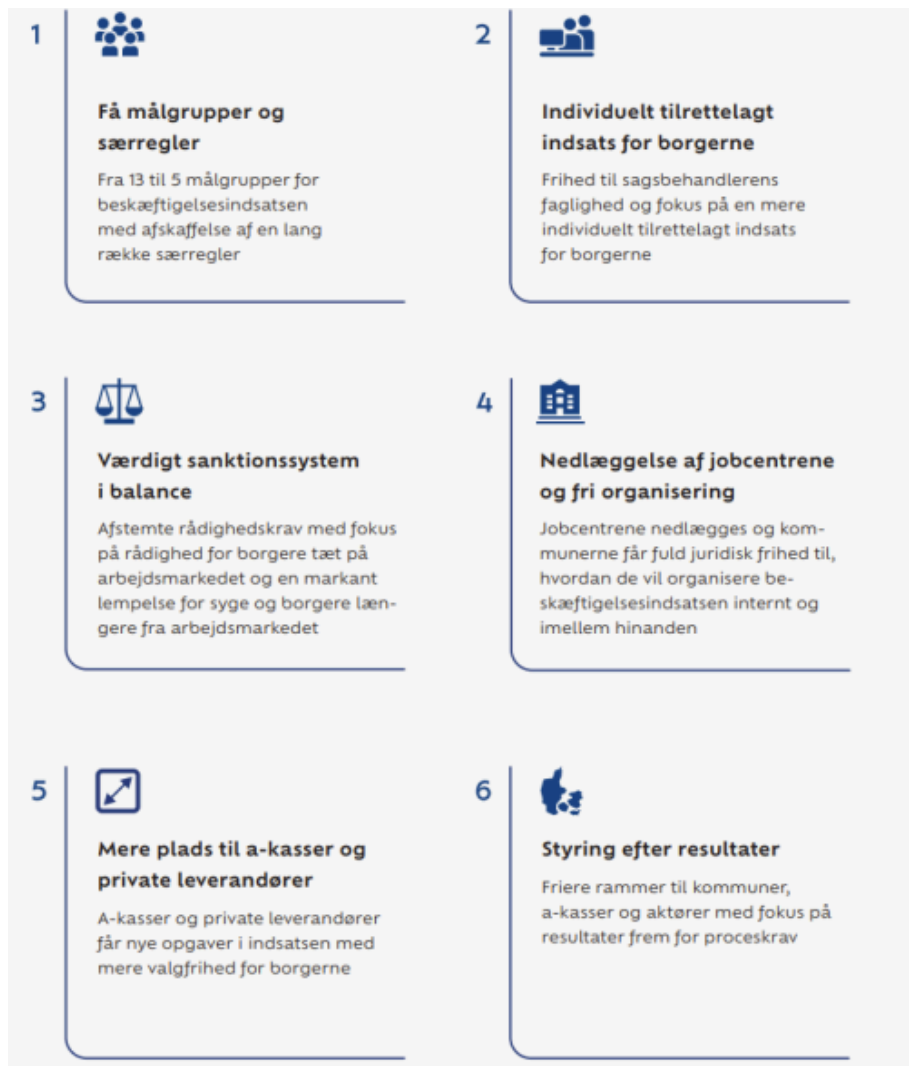 1
Få målgrupper og
særregler
Fra 13 til 5 målgrupper for
beskæftigelsesindsatsen
med afskaffelse af en lang
række særregler
2
Individuelt tilrettelagt
indsats for borgerne
Frihed til sagsbehandlerens
faglighed og fokus på en mere
individuelt tilrettelagt indsats
for borgerne
3
Værdigt sanktionssystem
i balance
Afstemte rådighedskrav med fokus
på rådighed for borgere tæt på
arbejdsmarkedet og en markant
lempelse for syge og borgere læn-
gere fra arbejdsmarkedet
4
Nedlæggelse af jobcentrene
og fri organisering
Jobcentrene nedlægges og kom-
munerne får fuld juridisk frihed til,
hvordan de vil organisere be-
skæftigelsesindsatsen internt og
imellem hinanden
5
Mere plads til a-kasser og
private leverandører
A-kasser og private leverandører
får nye opgaver i indsatsen med
mere valgfrihed for borgerne
6
Styring efter resultater
Friere rammer til kommuner,
a-kasser og aktører med fokus på
resultater frem for proceskrav